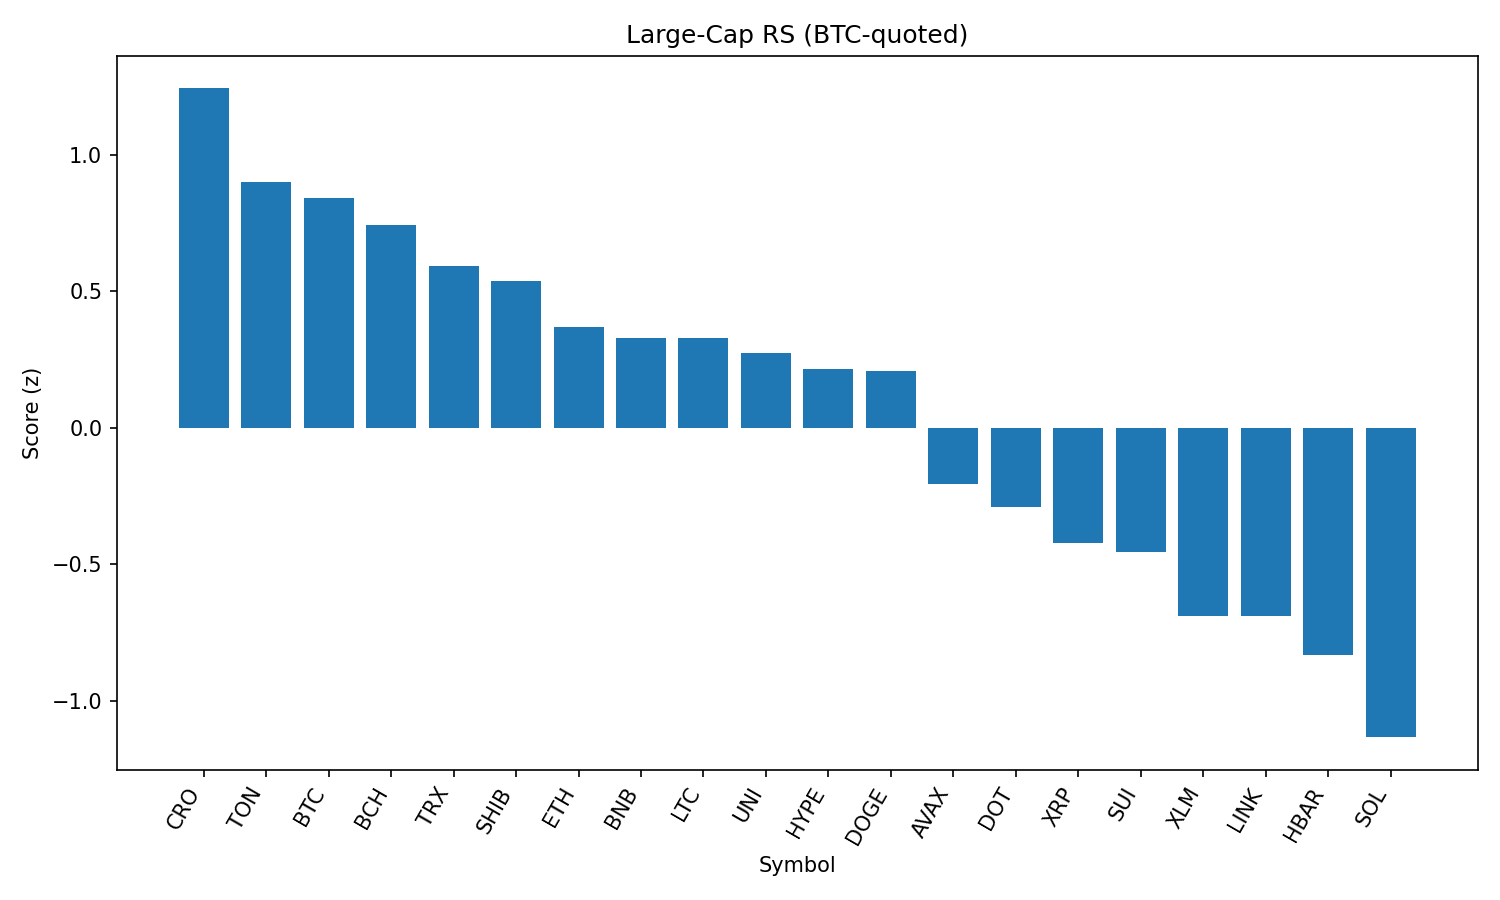 Large-Cap RS (BTC-quoted)
Score (z)
1.0
0.5
0.0
−0.5
−1.0
CRO
TON
BTC
BCH
TRX
SHIB
ETH
BNB
LTC
UNI
HYPE
DOGE
AVAX
DOT
XRP
SUI
XLM
LINK
HBAR
SOL
Symbol